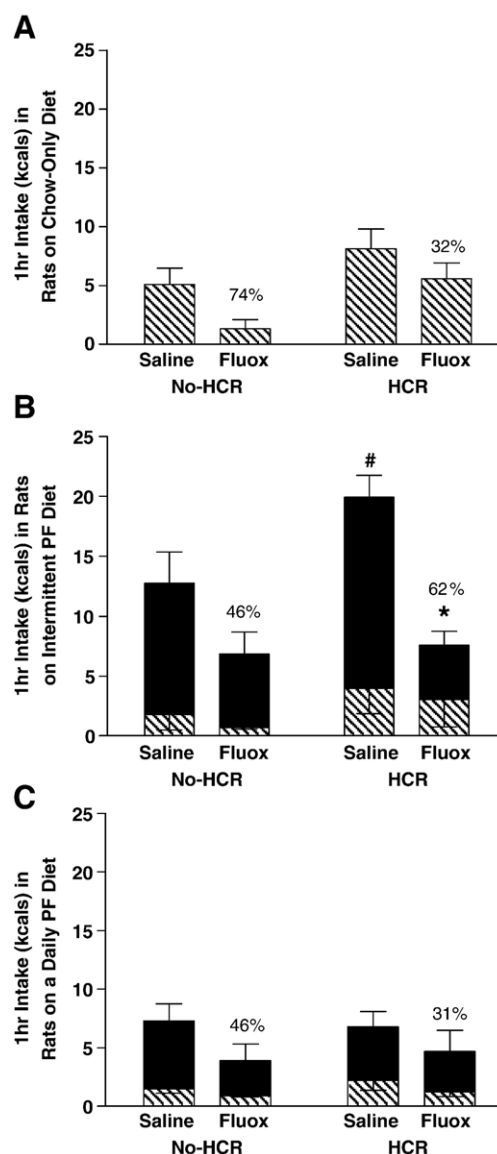 A
1hr Intake (kcals) in
Rats on Chow-Only Diet
25
20
15
10
5
0
74%
32%
Saline Fluox Saline Fluox
No-HCR HCR
B
1hr Intake (kcals) in Rats
on Intermittent PF Diet
25
20
15
10
5
0
46%
#
62%
*
Saline Fluox Saline Fluox
No-HCR HCR
C
1hr Intake (kcals) in
Rats on a Daily PF Diet
25
20
15
10
5
0
46%
31%
Saline Fluox Saline Fluox
No-HCR HCR